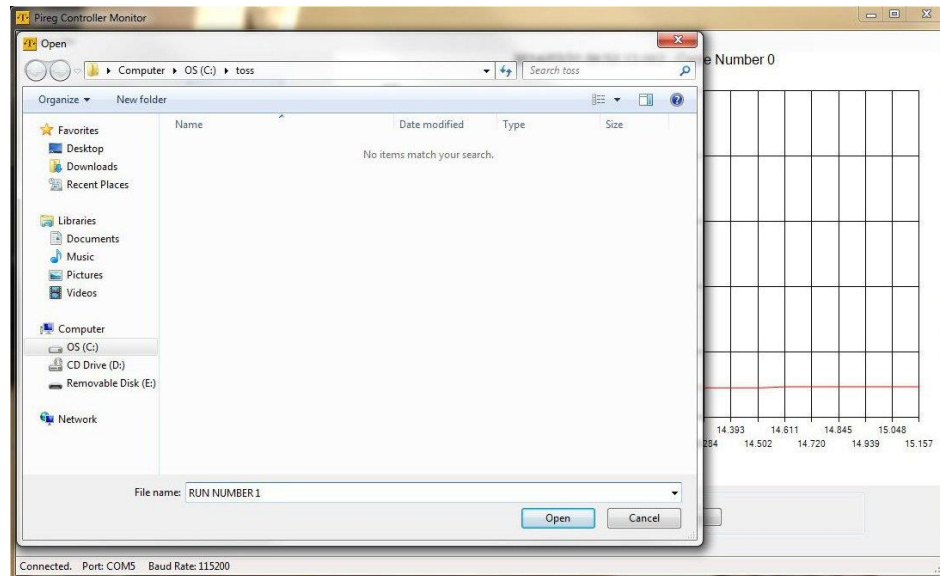 Pireg Controller Monitor
Open
Computer OS (C:) toss
Search toss
Number 0
Organize New folder
Name Date modified Type Size
No items match your search.
Favorites
Desktop
Downloads
Recent Places
Libraries
Documents
Music
Pictures
Videos
Computer
OS (C:)
CD Drive (D:)
Removable Disk (E:)
Network
14.393 14.611 14.845 15.048
284 14.502 14.720 14.939 15.157
File name: RUN NUMBER 1
Open Cancel
Connected. Port: COM5 Baud Rate: 115200